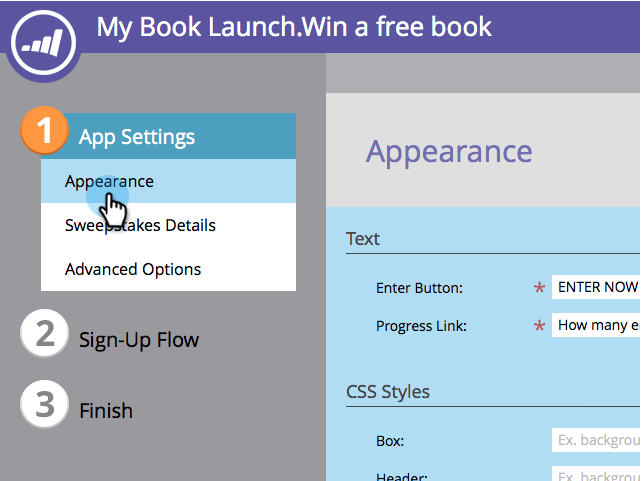 My Book Launch.Win a free book
1 App Settings
Appearance
Sweepstakes Details
Advanced Options
2 Sign-Up Flow
3 Finish
Appearance
Text
Enter Button: * ENTER NOW
Progress Link: * How many
CSS Styles
Box: Ex. backgrou
Header: Ex. backgrou